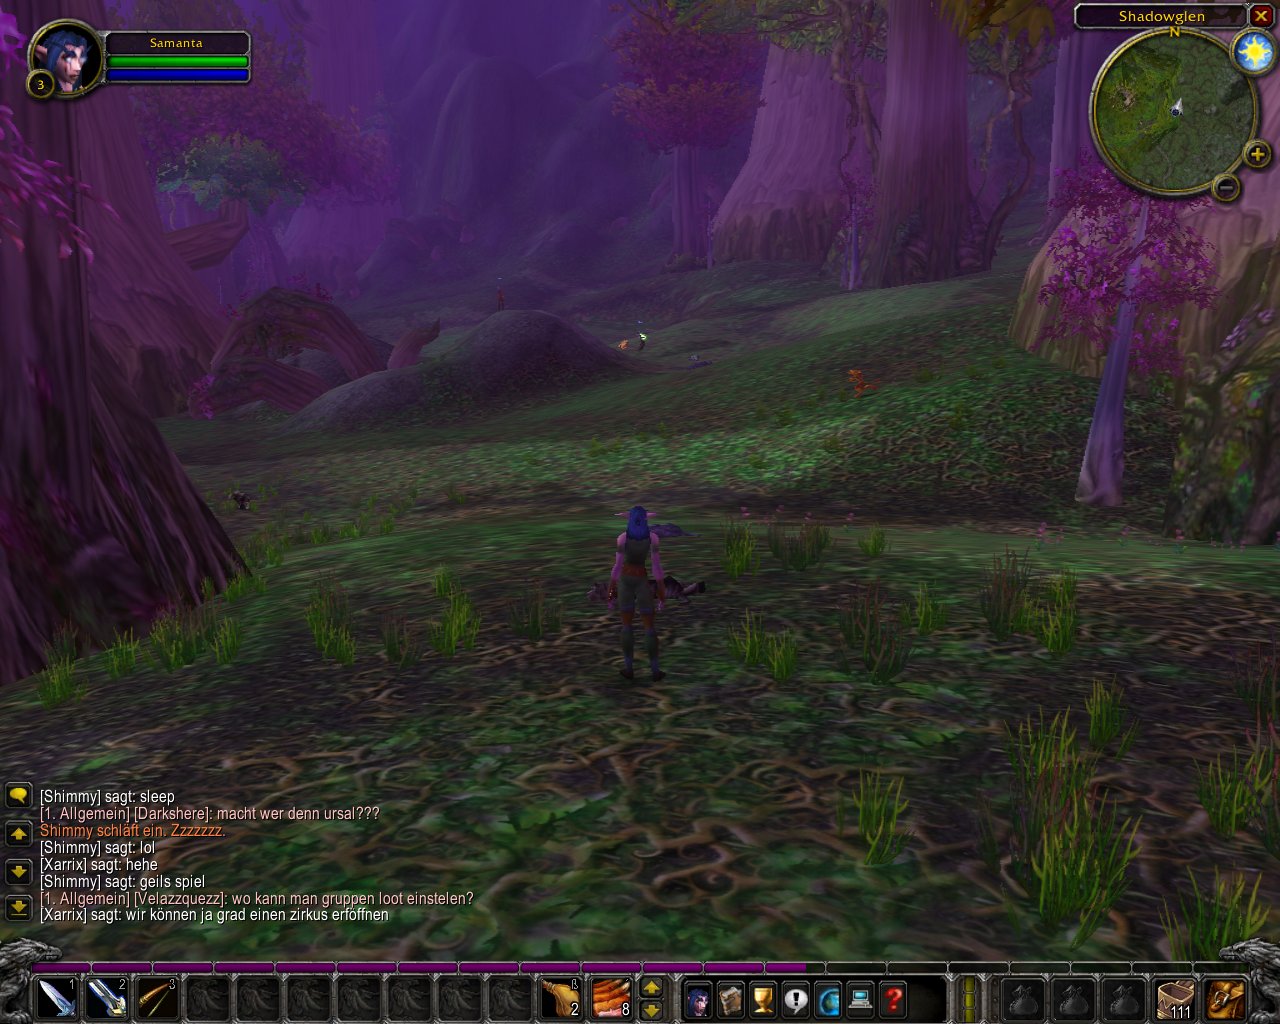 Samanta
3
Shadowglen
N
[Shimmy] sagt: sleep
[1. Allgemein] [Darkshere]: macht wer denn ursal???
Shimmy schläft ein. Zzzzzzz.
[Shimmy] sagt: lol
[Xarrix] sagt: hehe
[Shimmy] sagt: geils spiel
[1. Allgemein] [Velazzquezz]: wo kann man gruppen loot einstelen?
[Xarrix] sagt: wir können ja grad einen zirkus erföffnen
1 2 3 ß
2 8 111